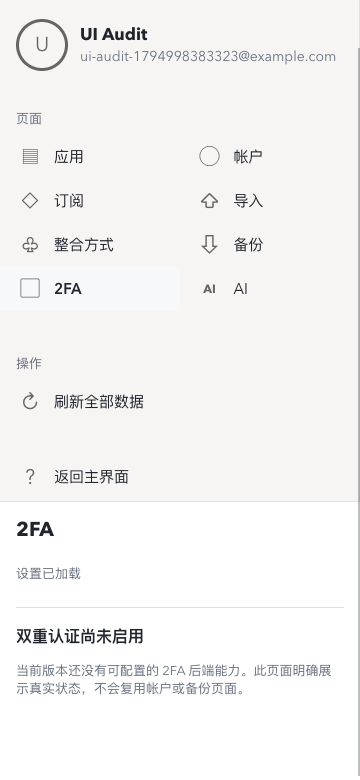 U
UI Audit
ui-audit-1794998383323@example.com
页面
应用
帐户
订阅
导入
整合方式
备份
2FA
AI AI
操作
刷新全部数据
? 返回主界面
2FA
设置已加载
双重认证尚未启用
当前版本还没有可配置的 2FA 后端能力。此页面明确展
示真实状态，不会复用帐户或备份页面。